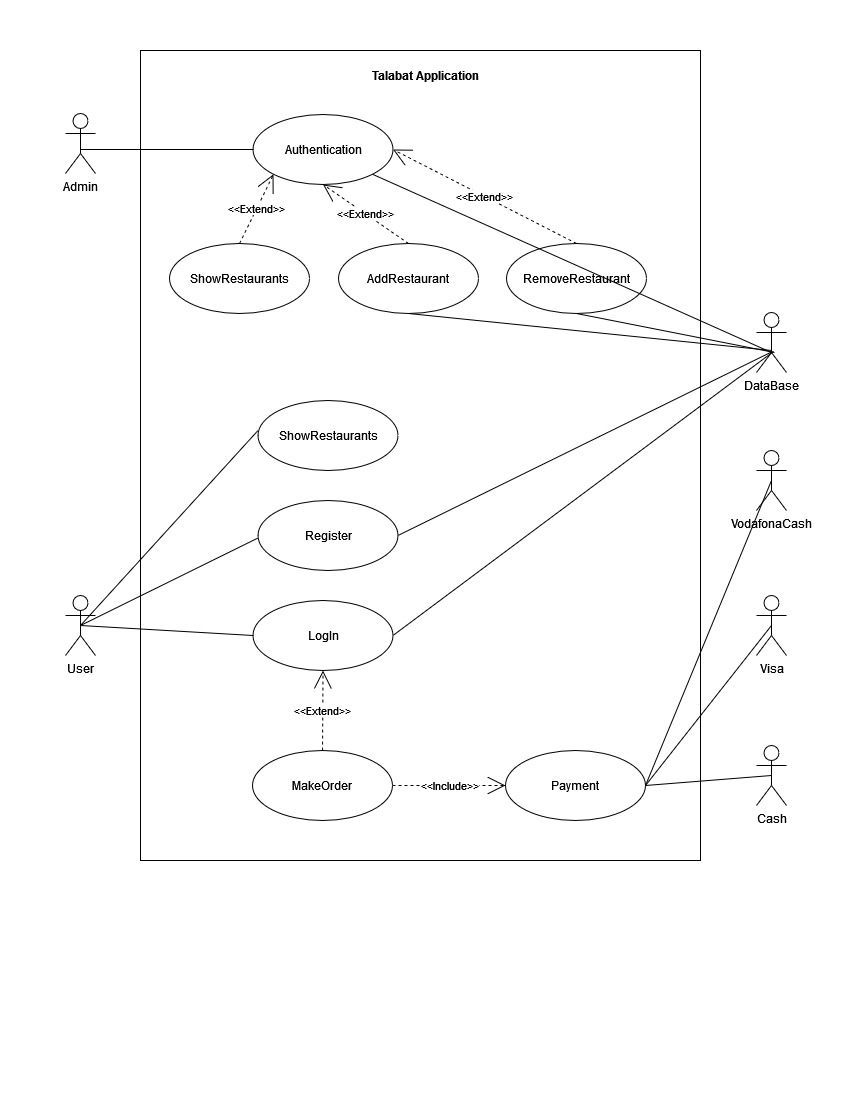 Talabat Application
Authentication
Admin
<<Extend>>
<<Extend>>
<<Extend>>
ShowRestaurants
AddRestaurant
RemoveRestaurant
DataBase
ShowRestaurants
VodafonaCash
Register
LogIn
User
Visa
<<Extend>>
MakeOrder
<<Include>>
Payment
Cash